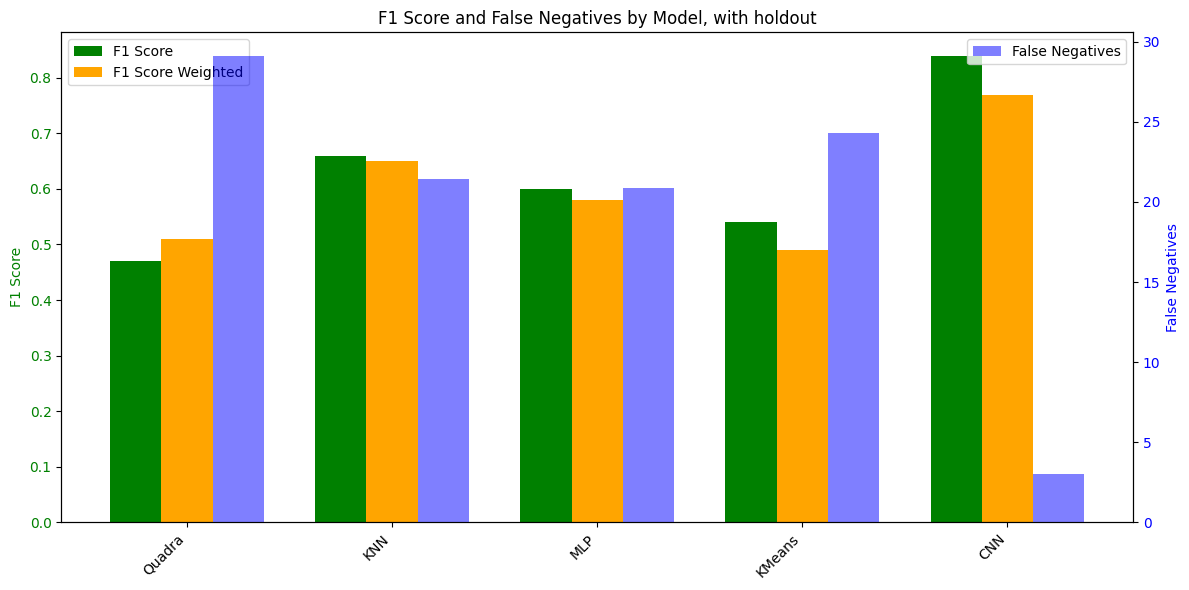 F1 Score and False Negatives by Model, with holdout
F1 Score
F1 Score Weighted
False Negatives
F1 Score
0.8
0.7
0.6
0.5
0.4
0.3
0.2
0.1
0.0
30
25
20
15
10
5
0
False Negatives
Quadra
KNN
MLP
KMeans
CNN